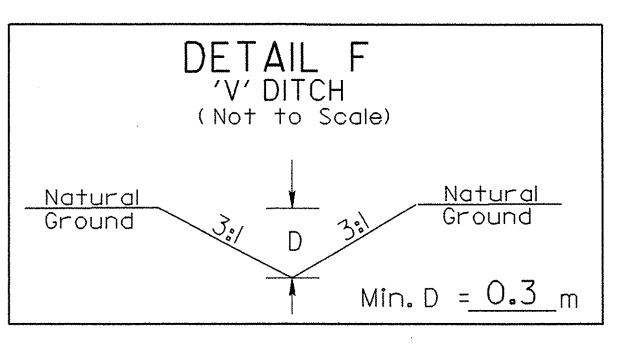 DETAIL F
'V' DITCH
(Not to Scale)
Natural
Ground
3:1
D
3:1
Natural
Ground
Min. D = 0.3 m